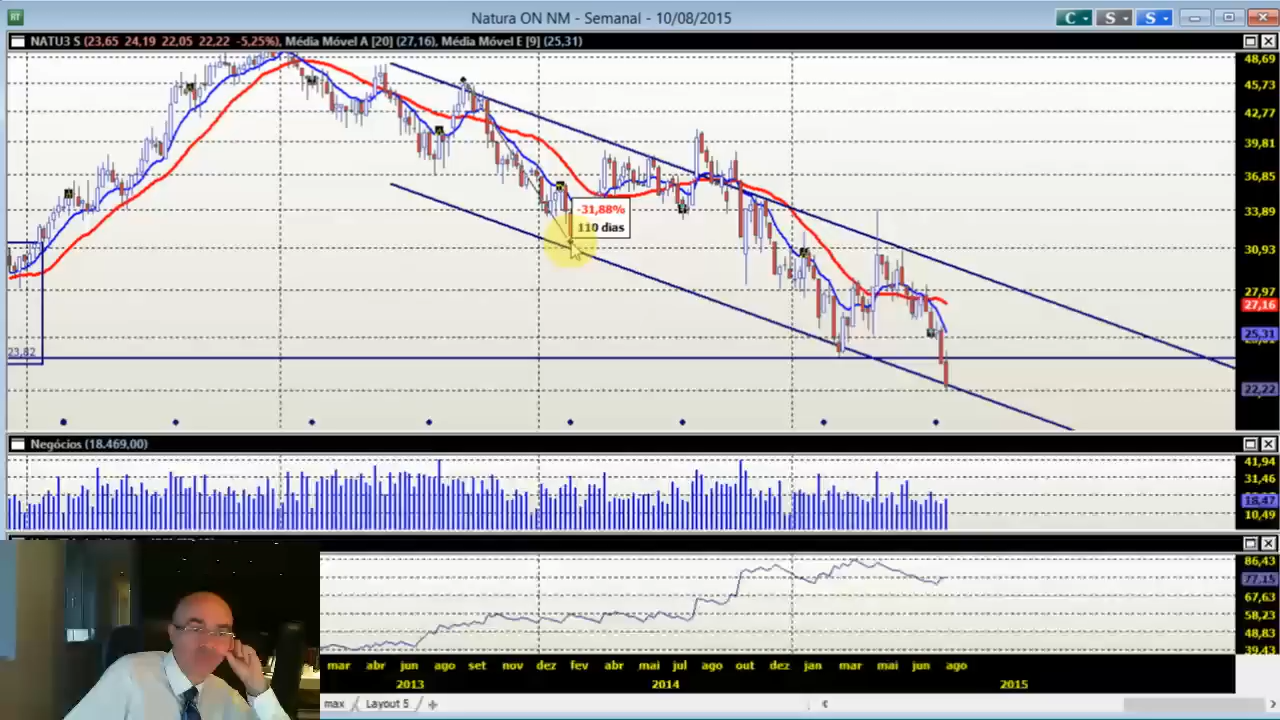 Natura ON NM - Semanal - 10/08/2015
C S S
NATU3 S (23,65 24,19 22,05 22,22 -5,25%), Média Móvel A [20] (27,16), Média Móvel E [9] (25,31)
48,69
45,73
42,77
39,81
36,85
33,89
30,93
27,97
27,16
25,31
22,22
-31,88%
110 dias
23,82
Negócios (18.469,00)
41,94
31,46
18,47
10,49
86,43
77,15
67,63
58,23
48,83
39,43
mar abr jun ago set nov dez fev abr mai jul ago out dez jan mar mai jun ago
2013 2014 2015
max Layout 5